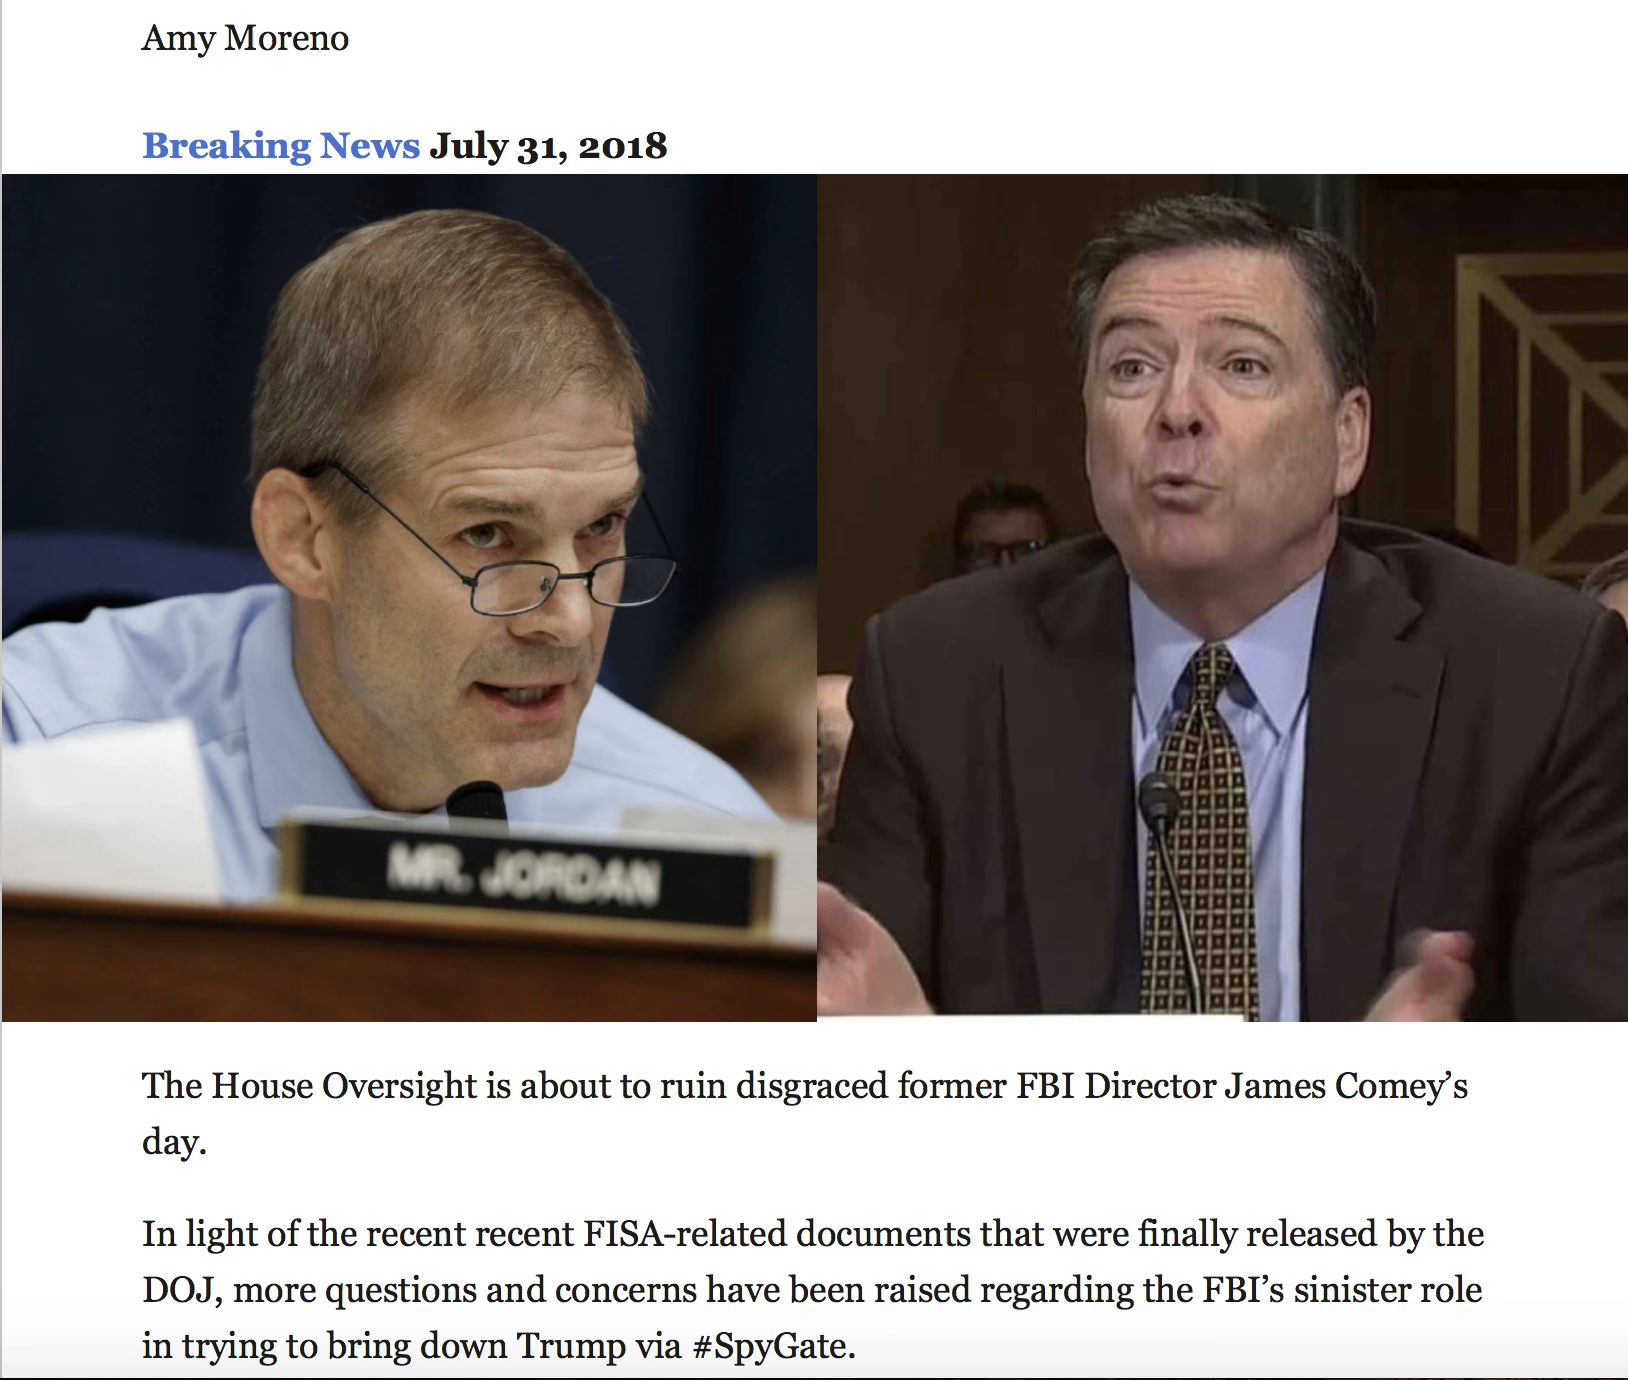 Amy Moreno
Breaking News July 31, 2018
MR. JORDAN
The House Oversight is about to ruin disgraced former FBI Director James Comey’s
day.
In light of the recent recent FISA-related documents that were finally released by the
DOJ, more questions and concerns have been raised regarding the FBI’s sinister role
in trying to bring down Trump via #SpyGate.